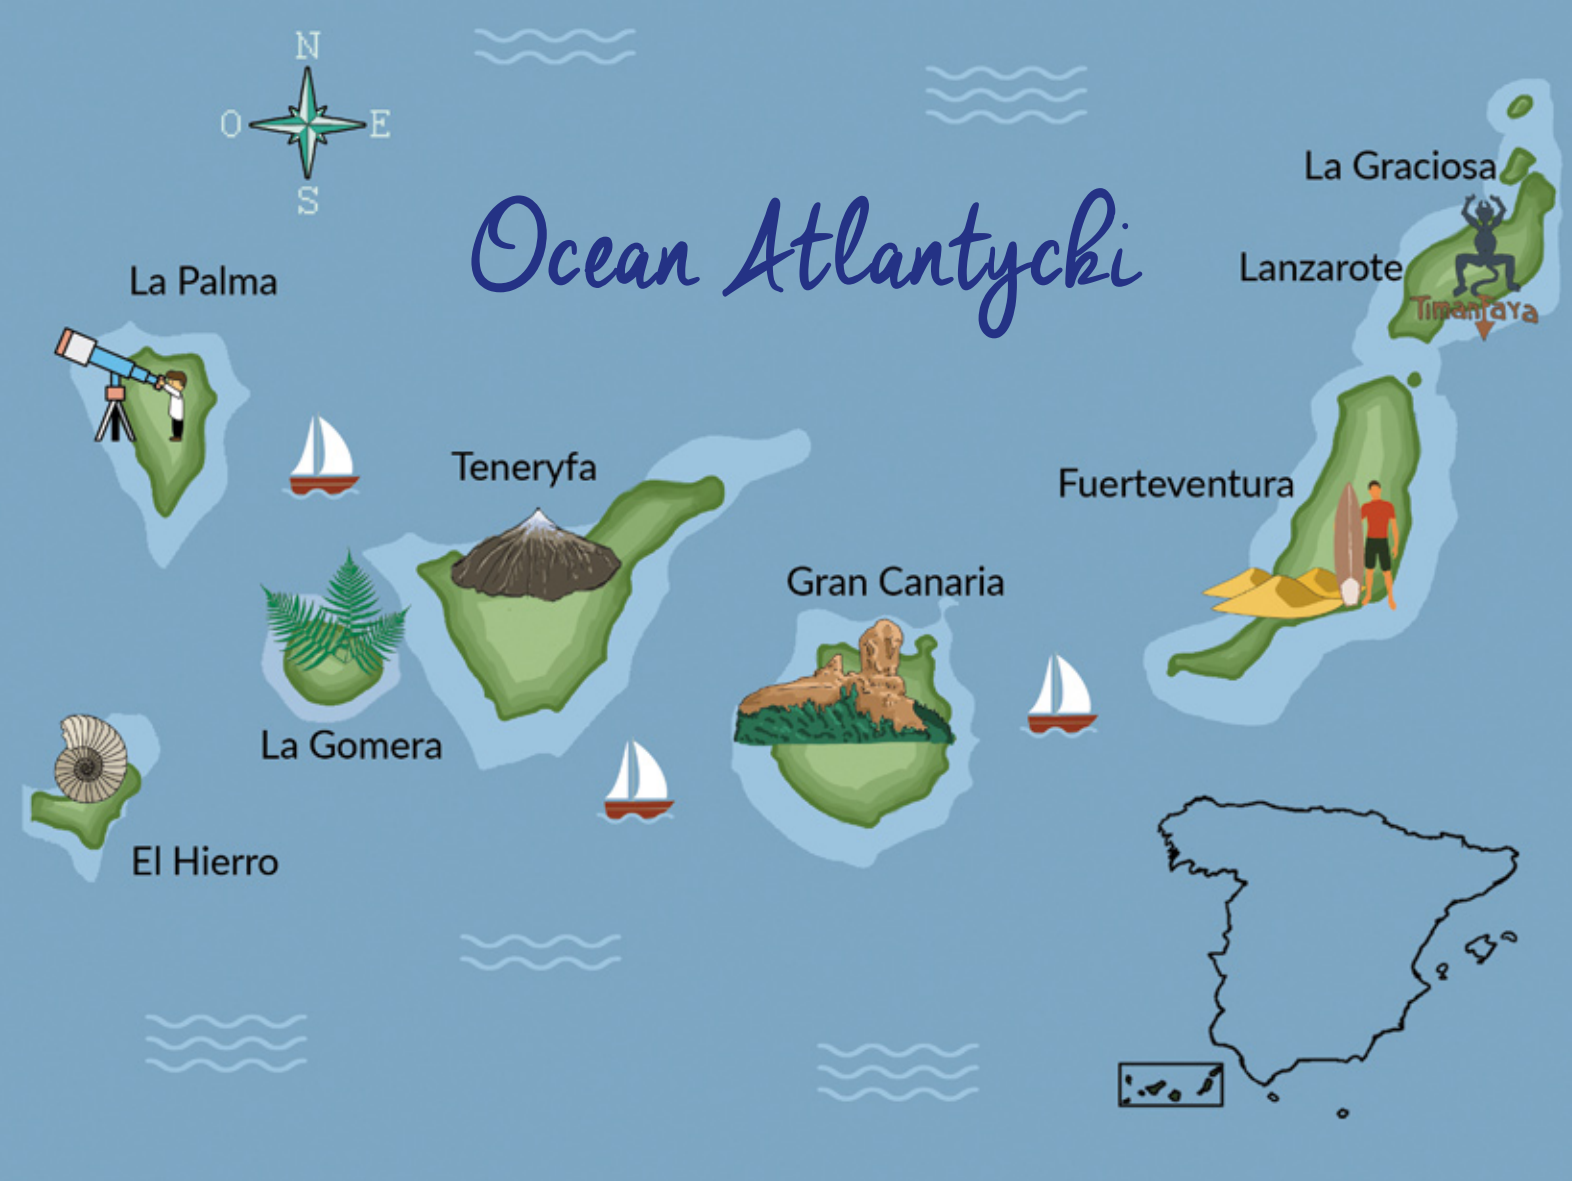 N
O E
S
Ocean Atlantycki
La Graciosa
Lanzarote
Timanfaya
La Palma
Teneryfa
Fuerteventura
Gran Canaria
La Gomera
El Hierro